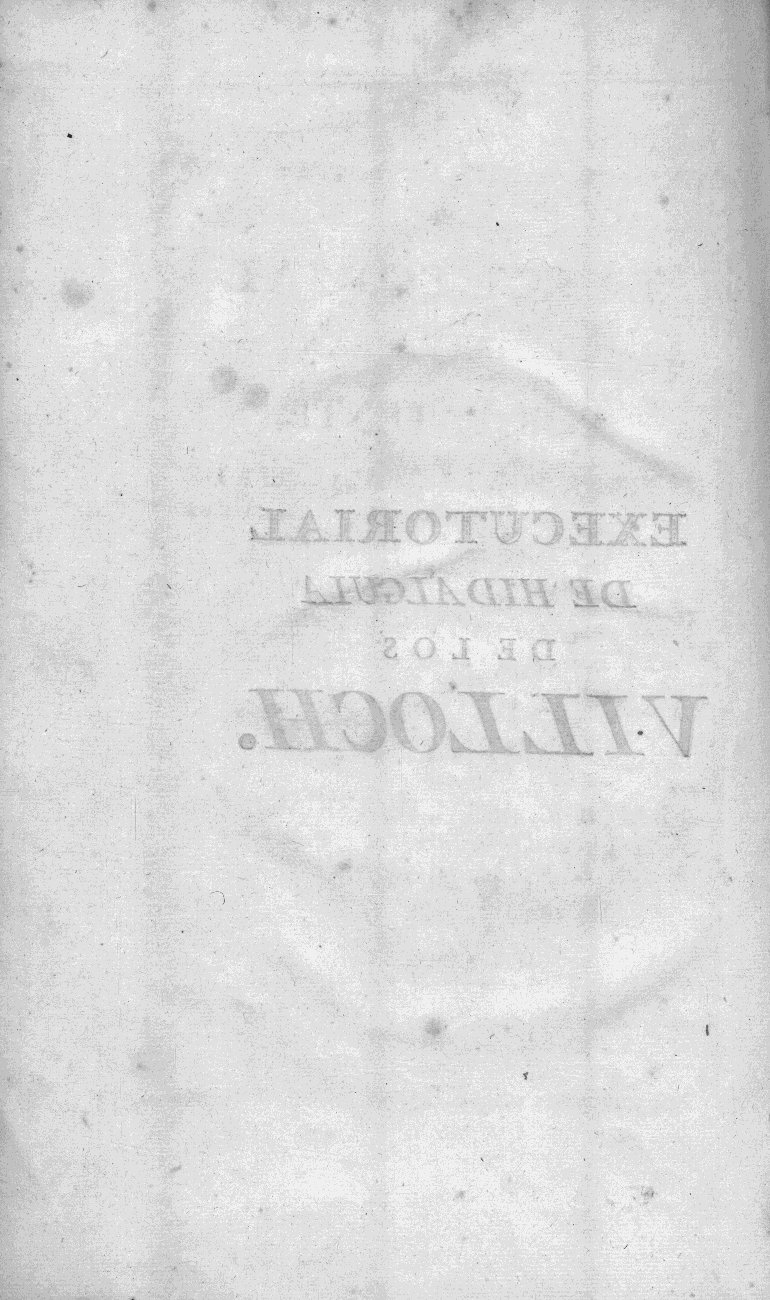 EXECUTORIAL
DE HIDALGUIA
DE LOS
VILLOCH.